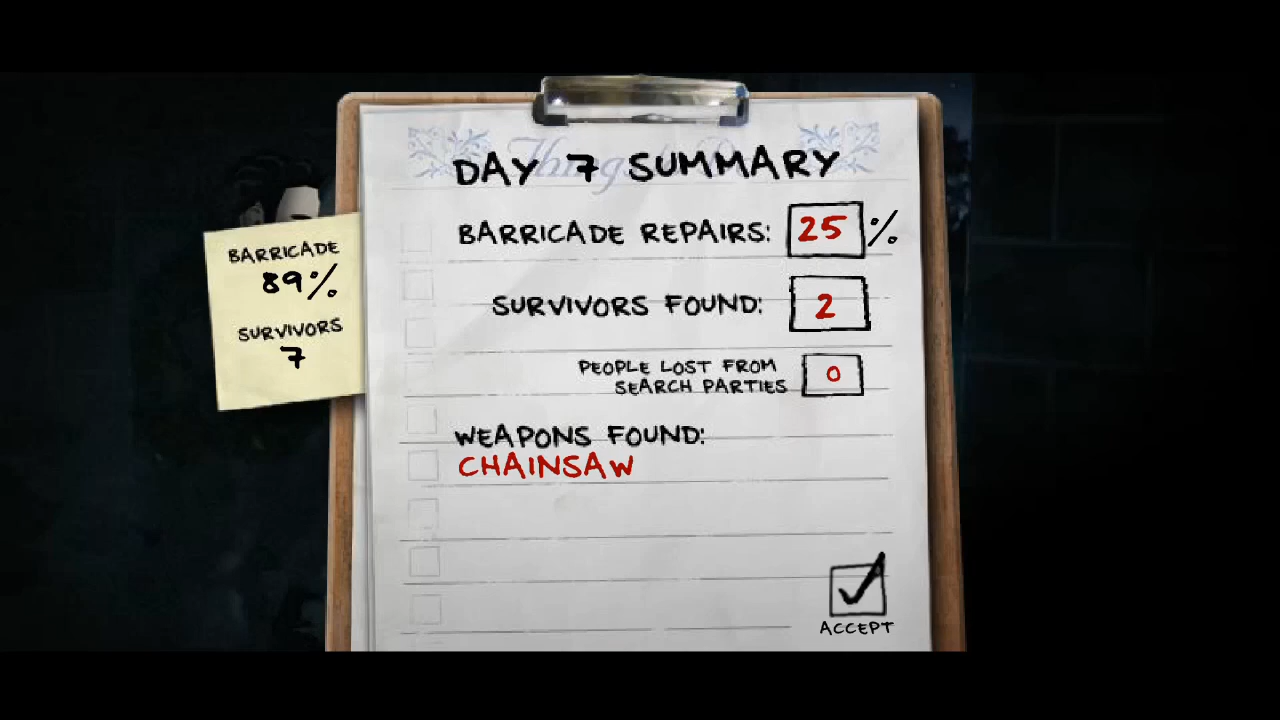 DAY 7 SUMMARY
BARRICADE REPAIRS: 25 %
SURVIVORS FOUND: 2
PEOPLE LOST FROM
SEARCH PARTIES 0
WEAPONS FOUND:
CHAINSAW
ACCEPT
BARRICADE
89%
SURVIVORS
7